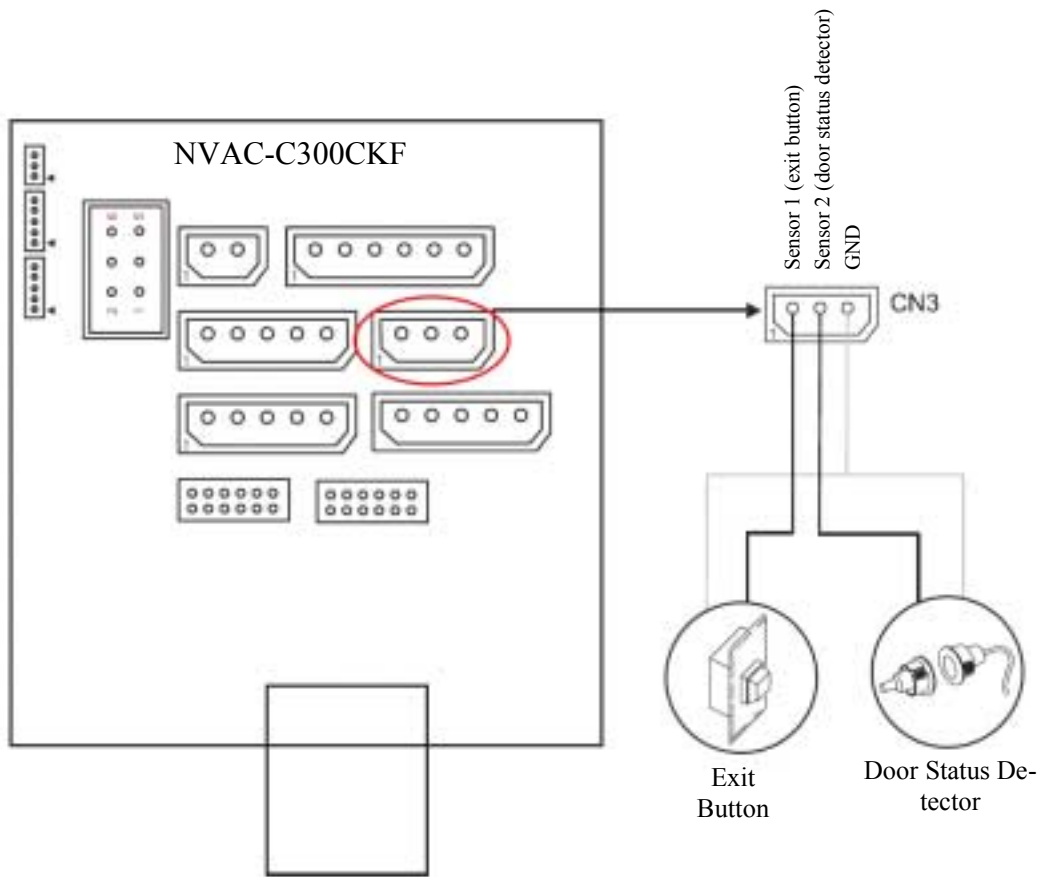 NVAC-C300CKF
Sensor 1 (exit button)
Sensor 2 (door status detector)
GND
CN3
Exit
Button
Door Status De-
tector